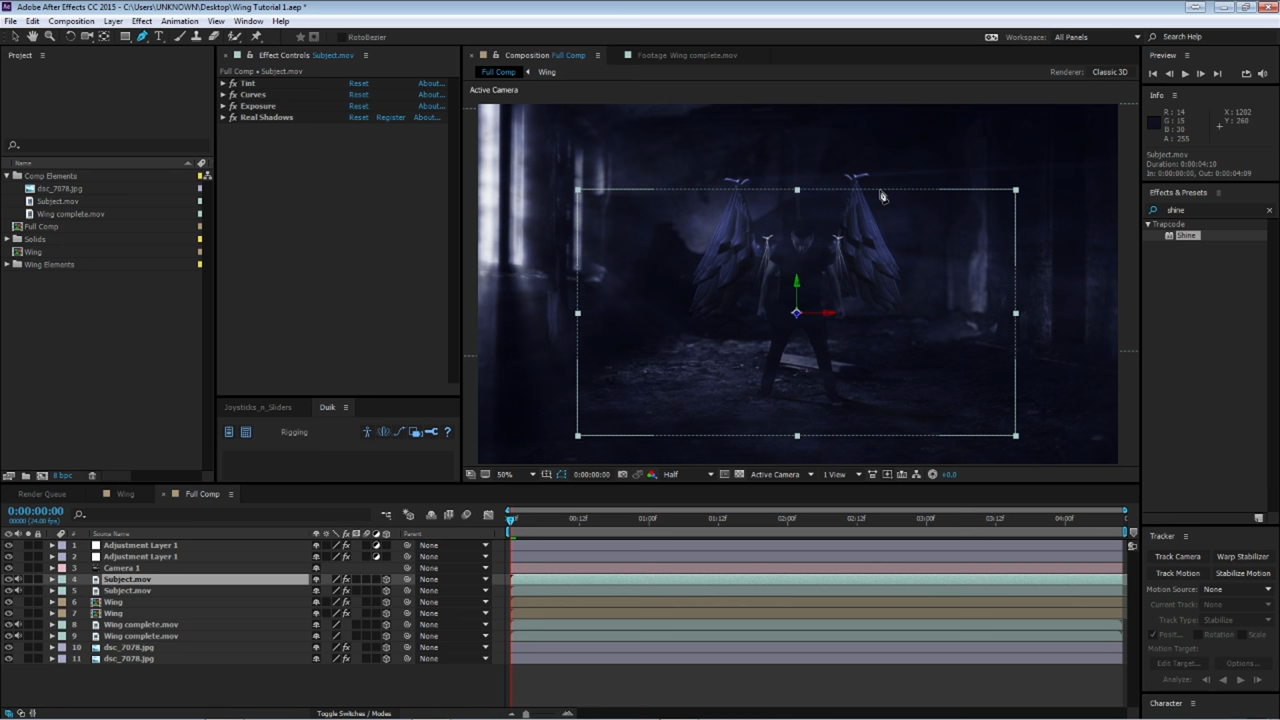 Adobe After Effects CC 2015 - C:\Users\UNKNOWN\Desktop\Wing Tutorial 1.aep *
File Edit Composition Layer Effect Animation View Window Help
RotoBezier
Workspace: All Panels
Search Help
Project
Effect Controls Subject.mov
Composition Full Comp
Footage Wing complete.mov
Preview
Full Comp • Subject.mov
Full Comp
Wing
Renderer: Classic 3D
Tint Reset About...
Curves Reset About...
Exposure Reset About...
Real Shadows Reset Register About...
Active Camera
Info
R : 14
G : 15
B : 30
A : 255
X : 1202
Y : 260
Subject.mov
Duration: 0:00:04:10
In: 0:00:00:00, Out: 0:00:04:09
Effects & Presets
shine
Trapcode
Shine
Name
Comp Elements
dsc_7078.jpg
Subject.mov
Wing complete.mov
Full Comp
Solids
Wing
Wing Elements
Joysticks_n_Sliders
Duik
Rigging
?
8 bpc
50%
0:00:00:00
Half
Active Camera
1 View
+0.0
Render Queue
Wing
Full Comp
0:00:00:00
00000 (24.00 fps)
00:12f 01:00f 01:12f 02:00f 02:12f 03:00f 03:12f 04:00f
# Source Name Parent
1 Adjustment Layer 1 None
2 Adjustment Layer 1 None
3 Camera 1 None
4 Subject.mov None
5 Subject.mov None
6 Wing None
7 Wing None
8 Wing complete.mov None
9 Wing complete.mov None
10 dsc_7078.jpg None
11 dsc_7078.jpg None
Toggle Switches / Modes
Tracker
Track Camera Warp Stabilizer
Track Motion Stabilize Motion
Motion Source: None
Current Track: None
Track Type: Stabilize
Positi... Rotation Scale
Motion Target:
Edit Target... Options...
Analyze:
Character